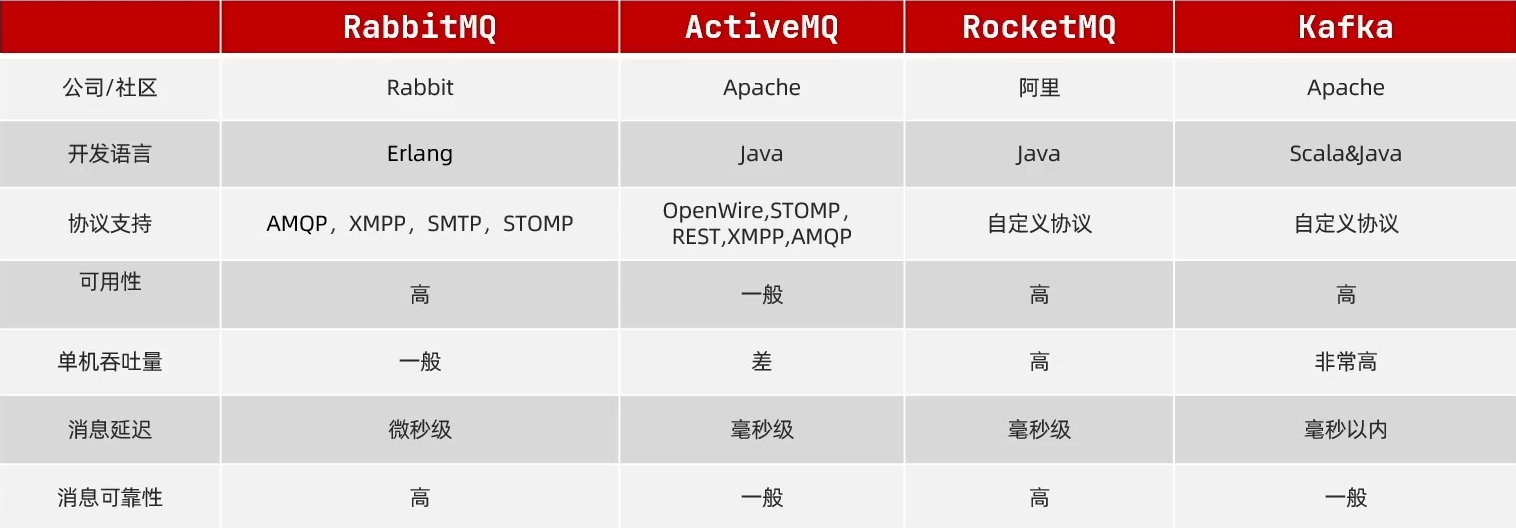 RabbitMQ ActiveMQ RocketMQ Kafka
公司/社区 Rabbit Apache 阿里 Apache
开发语言 Erlang Java Java Scala&Java
协议支持 AMQP，XMPP，SMTP，STOMP OpenWire,STOMP， REST,XMPP,AMQP 自定义协议 自定义协议
可用性 高 一般 高 高
单机吞吐量 一般 差 高 非常高
消息延迟 微秒级 毫秒级 毫秒级 毫秒以内
消息可靠性 高 一般 高 一般